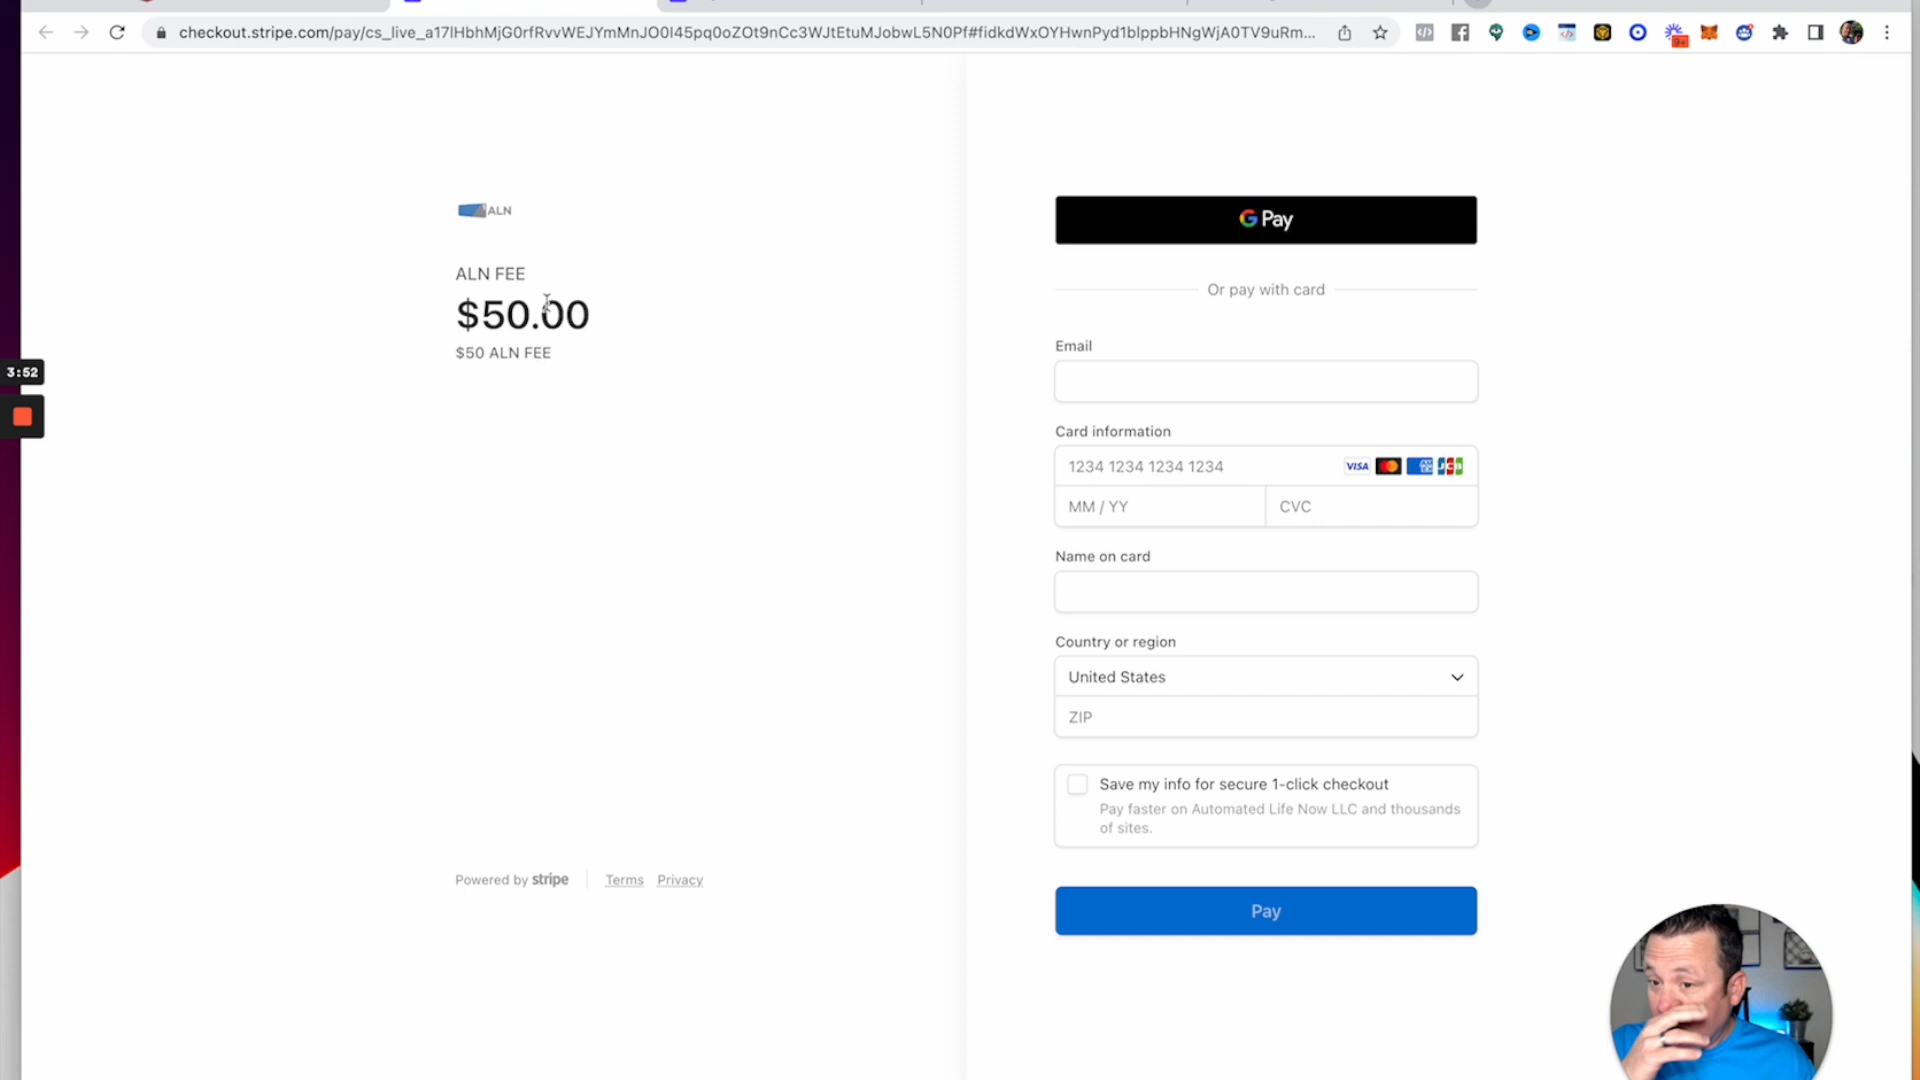 checkout.stripe.com/pay/cs_live_a17lHbhMjG0rfRvvWEJYmMnJO0l45pq0oZOt9nCc3WJtEtuMJobwL5N0Pf#fidkdWxOYHwnPyd1blppbHNgWjA0TV9uRm...
9+
ALN
ALN FEE
$50.00
$50 ALN FEE
3:52
G Pay
Or pay with card
Email
Card information
1234 1234 1234 1234
VISA
JCB
MM / YY
CVC
Name on card
Country or region
United States
ZIP
Save my info for secure 1-click checkout
Pay faster on Automated Life Now LLC and thousands
of sites.
Powered by stripe
Terms
Privacy
Pay